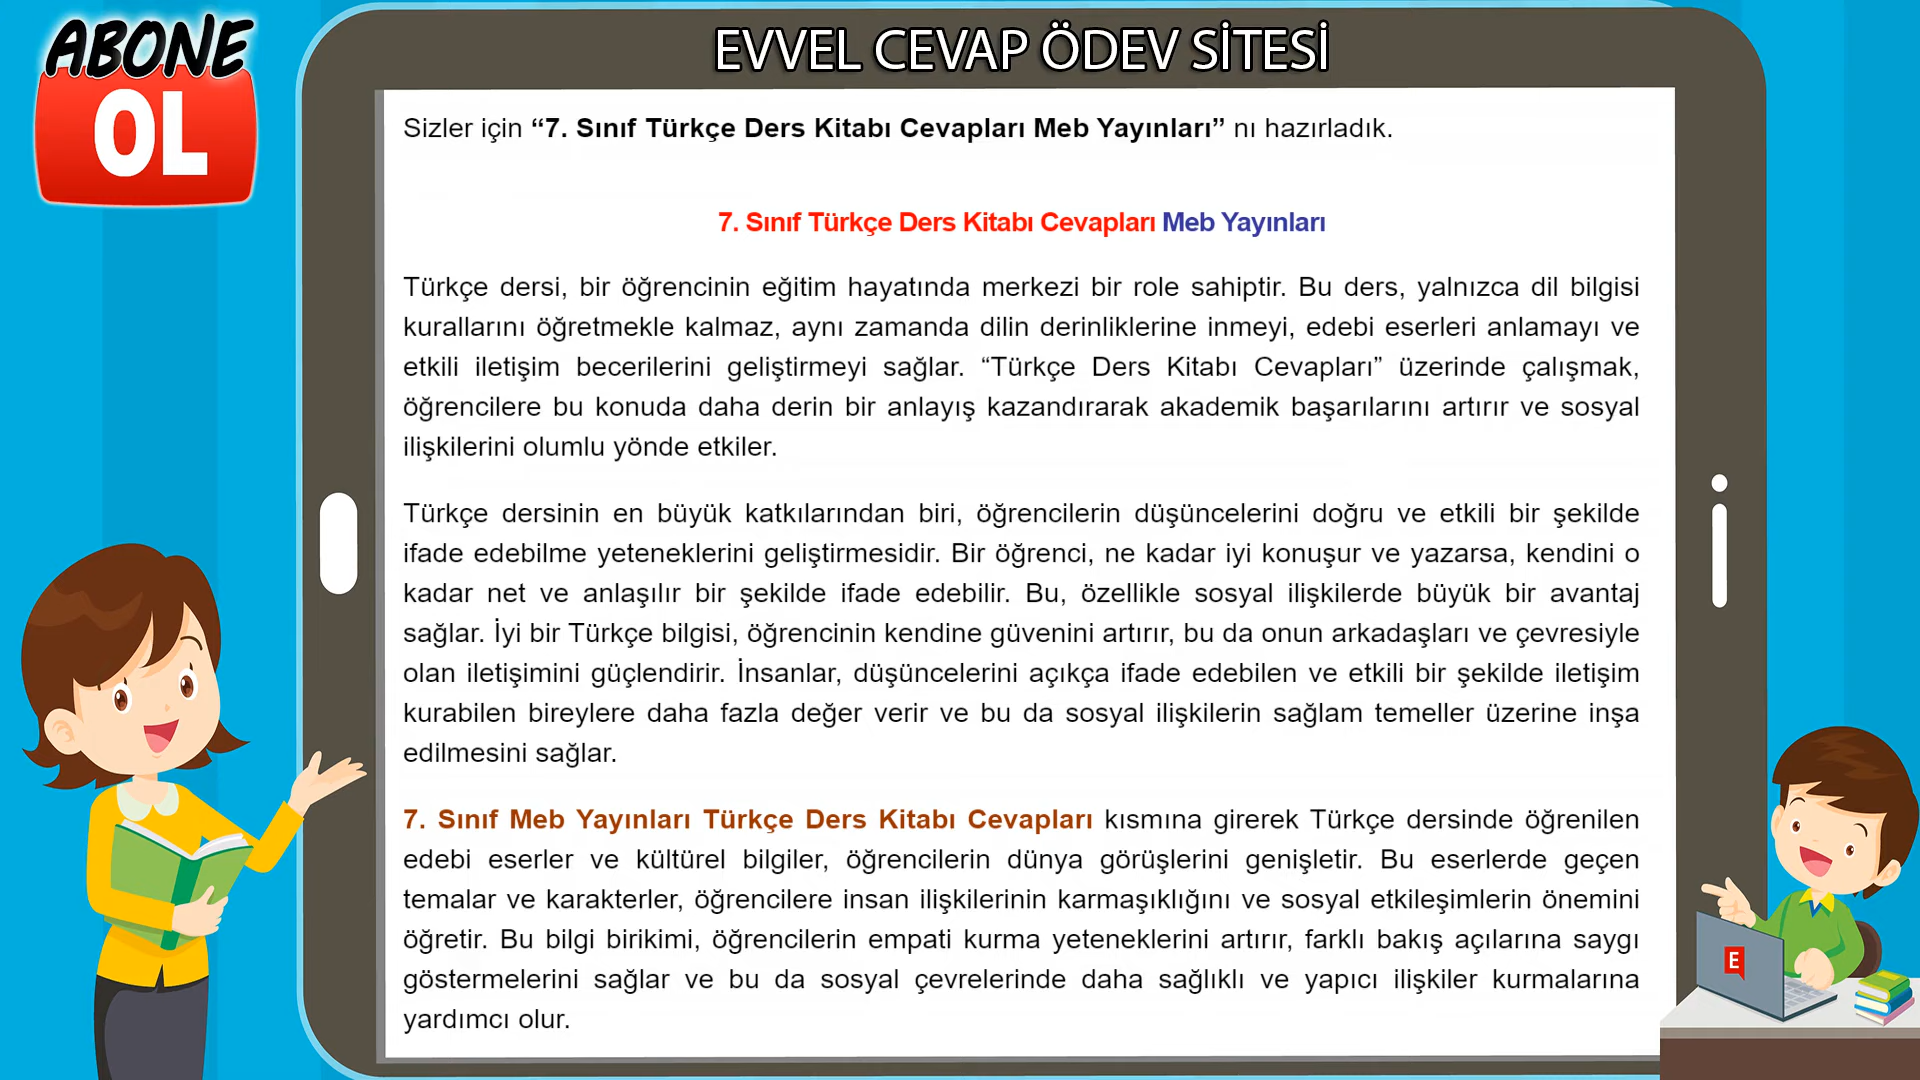 ABONE
OL
EVVEL CEVAP ÖDEV SİTESİ
Sizler için “7. Sınıf Türkçe Ders Kitabı Cevapları Meb Yayınları” nı hazırladık.
7. Sınıf Türkçe Ders Kitabı Cevapları Meb Yayınları
Türkçe dersi, bir öğrencinin eğitim hayatında merkezi bir role sahiptir. Bu ders, yalnızca dil bilgisi
kurallarını öğretmekle kalmaz, aynı zamanda dilin derinliklerine inmeyi, edebi eserleri anlamayı ve
etkili iletişim becerilerini geliştirmeyi sağlar. “Türkçe Ders Kitabı Cevapları” üzerinde çalışmak,
öğrencilere bu konuda daha derin bir anlayış kazandırarak akademik başarılarını artırır ve sosyal
ilişkilerini olumlu yönde etkiler.
Türkçe dersinin en büyük katkılarından biri, öğrencilerin düşüncelerini doğru ve etkili bir şekilde
ifade edebilme yeteneklerini geliştirmesidir. Bir öğrenci, ne kadar iyi konuşur ve yazarsa, kendini o
kadar net ve anlaşılır bir şekilde ifade edebilir. Bu, özellikle sosyal ilişkilerde büyük bir avantaj
sağlar. İyi bir Türkçe bilgisi, öğrencinin kendine güvenini artırır, bu da onun arkadaşları ve çevresiyle
olan iletişimini güçlendirir. İnsanlar, düşüncelerini açıkça ifade edebilen ve etkili bir şekilde iletişim
kurabilen bireylere daha fazla değer verir ve bu da sosyal ilişkilerin sağlam temeller üzerine inşa
edilmesini sağlar.
7. Sınıf Meb Yayınları Türkçe Ders Kitabı Cevapları kısmına girerek Türkçe dersinde öğrenilen
edebi eserler ve kültürel bilgiler, öğrencilerin dünya görüşlerini genişletir. Bu eserlerde geçen
temalar ve karakterler, öğrencilere insan ilişkilerinin karmaşıklığını ve sosyal etkileşimlerin önemini
öğretir. Bu bilgi birikimi, öğrencilerin empati kurma yeteneklerini artırır, farklı bakış açılarına saygı
göstermelerini sağlar ve bu da sosyal çevrelerinde daha sağlıklı ve yapıcı ilişkiler kurmalarına
yardımcı olur.
E